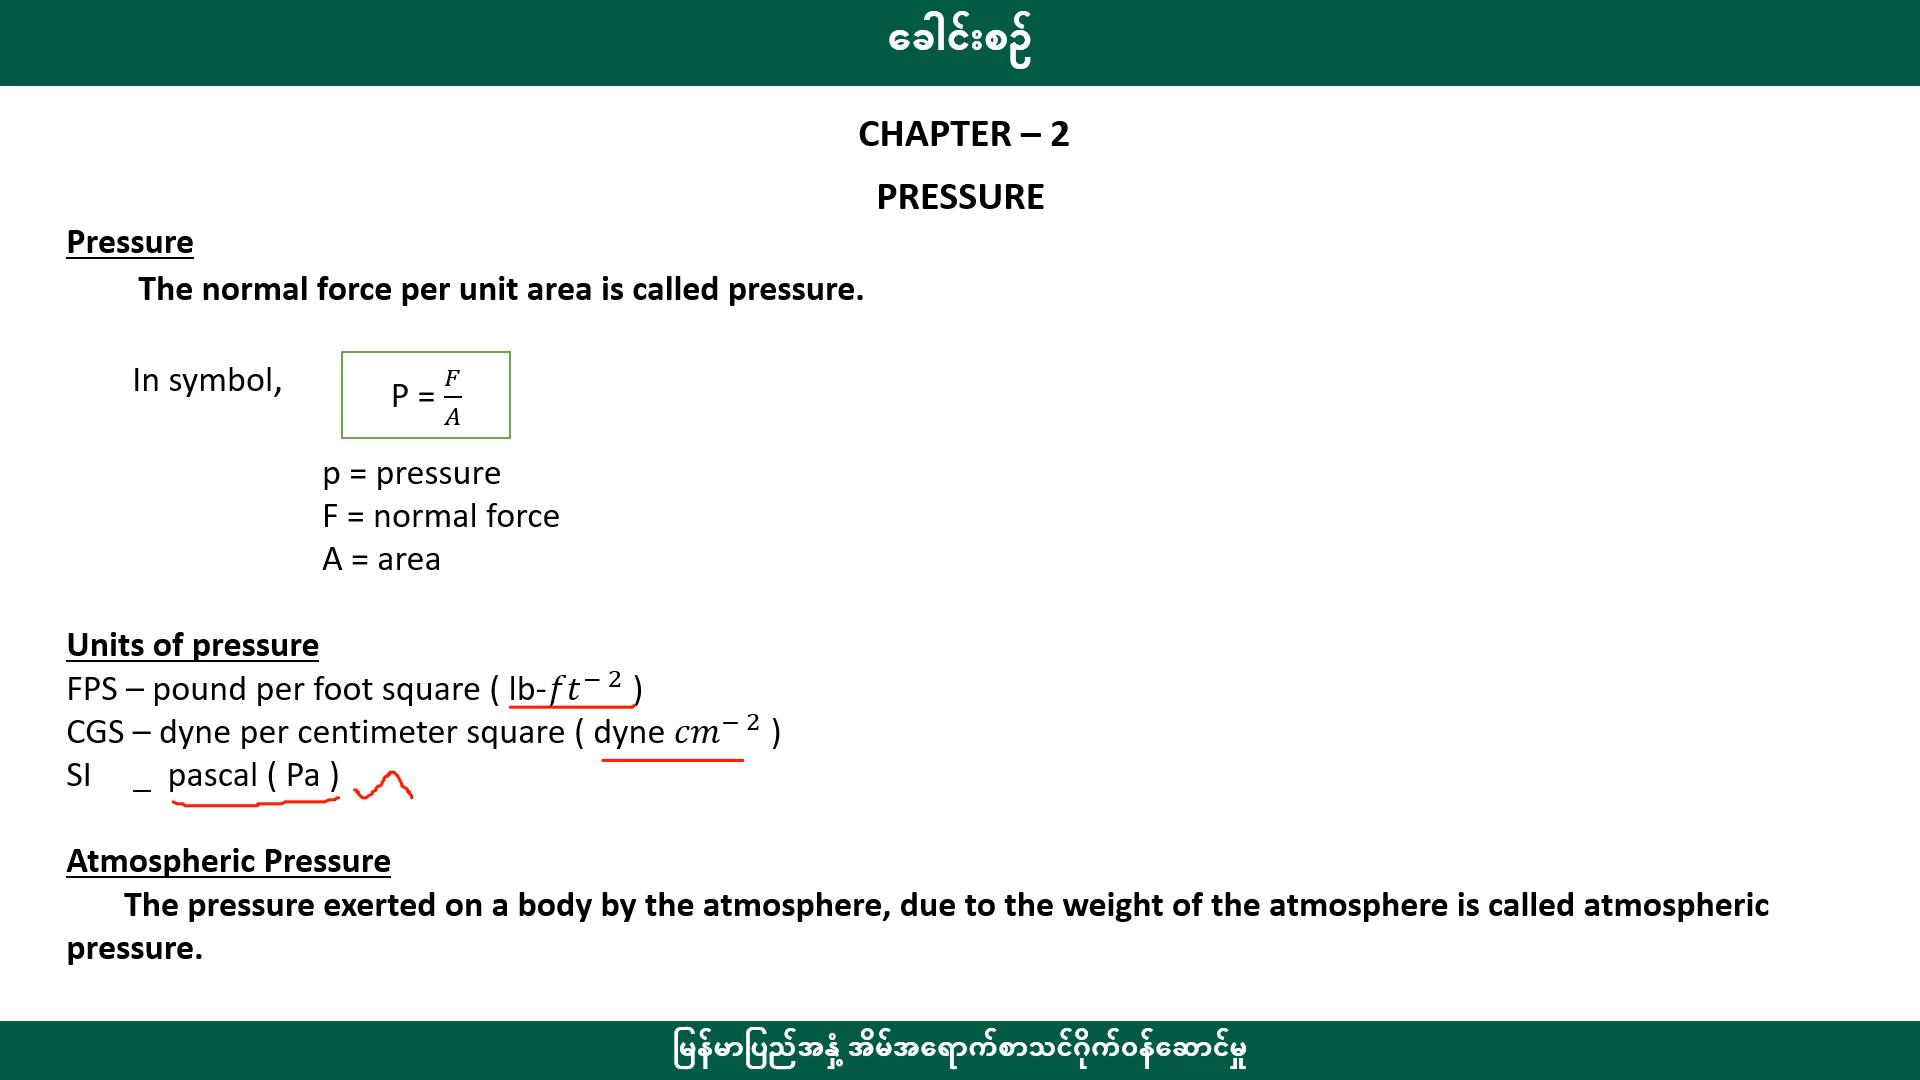 ခေါင်းစဉ်
CHAPTER – 2
PRESSURE
Pressure
The normal force per unit area is called pressure.
In symbol, P = F/A
p = pressure
F = normal force
A = area
Units of pressure
FPS – pound per foot square ( lb-ft⁻² )
CGS – dyne per centimeter square ( dyne cm⁻² )
SI _ pascal ( Pa )
Atmospheric Pressure
The pressure exerted on a body by the atmosphere, due to the weight of the atmosphere is called atmospheric
pressure.
မြန်မာပြည်အနှံ့ အိမ်အရောက်စာသင်ဂိုက်ဝန်ဆောင်မှု